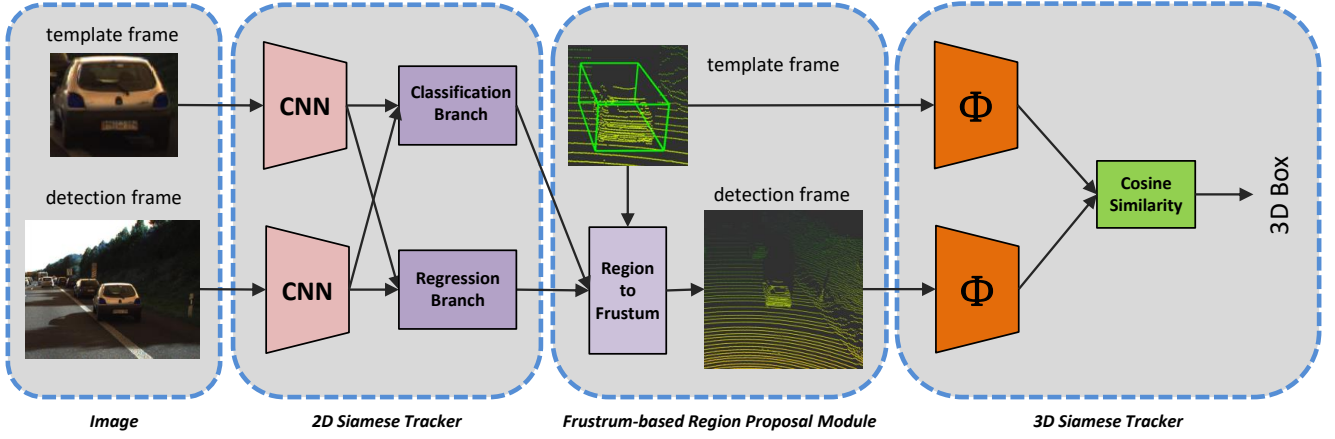 template frame
detection frame
Image
CNN
CNN
Classification
Branch
Regression
Branch
2D Siamese Tracker
template frame
detection frame
Region
to
Frustum
Frustrum-based Region Proposal Module
Φ
Φ
Cosine
Similarity
3D Box
3D Siamese Tracker